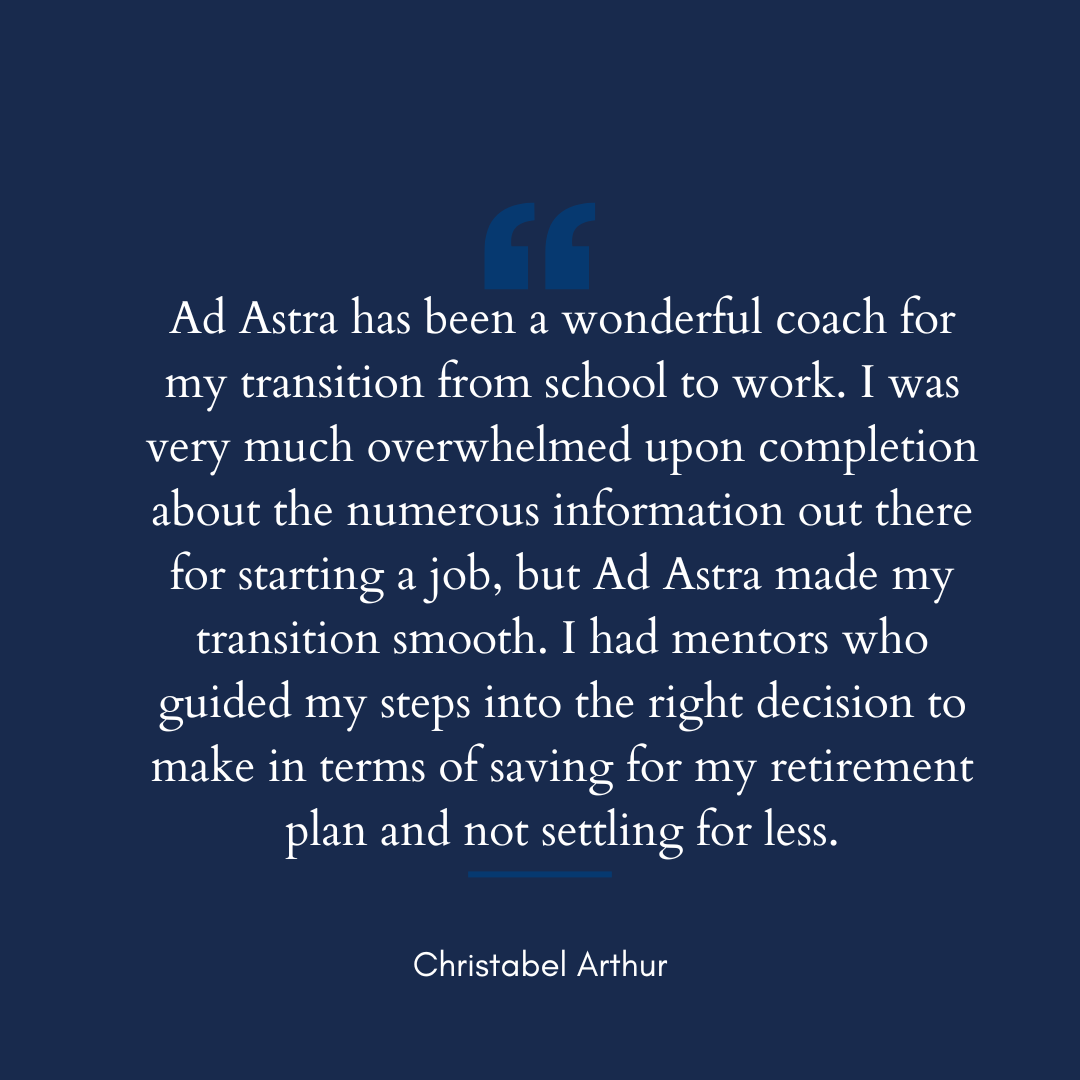 “
Ad Astra has been a wonderful coach for
my transition from school to work. I was
very much overwhelmed upon completion
about the numerous information out there
for starting a job, but Ad Astra made my
transition smooth. I had mentors who
guided my steps into the right decision to
make in terms of saving for my retirement
plan and not settling for less.
Christabel Arthur